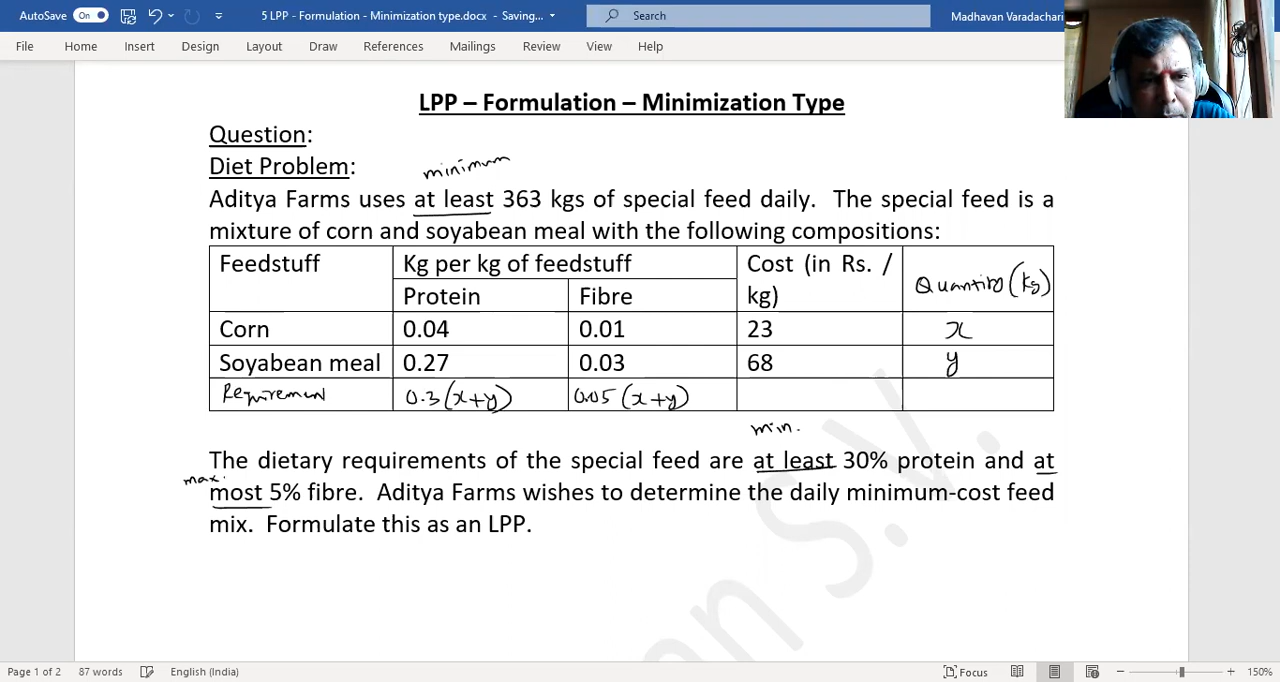 AutoSave On 5 LPP - Formulation - Minimization type.docx - Saving... Search Madhavan Varadachari
File Home Insert Design Layout Draw References Mailings Review View Help
LPP – Formulation – Minimization Type
Question:
Diet Problem:
minimum
Aditya Farms uses at least 363 kgs of special feed daily. The special feed is a
mixture of corn and soyabean meal with the following compositions:
Feedstuff Kg per kg of feedstuff Cost (in Rs. / kg) Quantity (kg)
Protein Fibre
Corn 0.04 0.01 23 x
Soyabean meal 0.27 0.03 68 y
Requirement 0.3 (x+y) 0.05 (x+y)
min.
The dietary requirements of the special feed are at least 30% protein and at
max.
most 5% fibre. Aditya Farms wishes to determine the daily minimum-cost feed
mix. Formulate this as an LPP.
an S.V.
Page 1 of 2 87 words English (India) Focus 150%